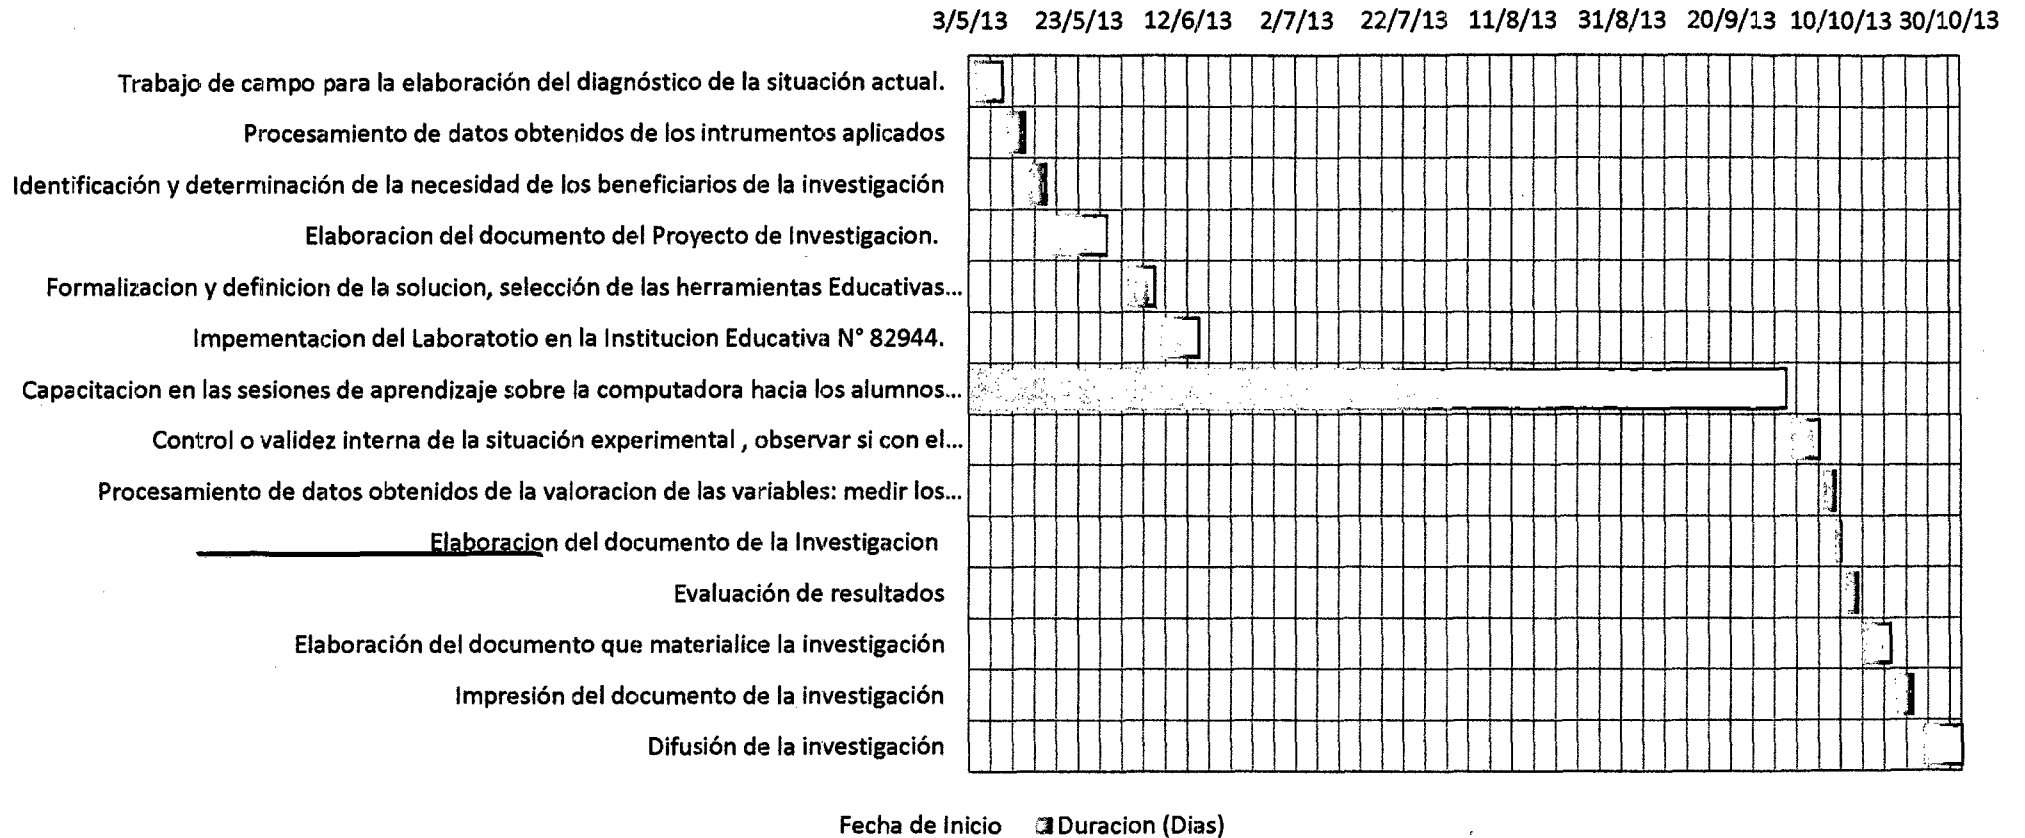 3/5/13 23/5/13 12/6/13 2/7/13 22/7/13 11/8/13 31/8/13 20/9/13 10/10/13 30/10/13
Trabajo de campo para la elaboración del diagnóstico de la situación actual.
Procesamiento de datos obtenidos de los intrumentos aplicados
Identificación y determinación de la necesidad de los beneficiarios de la investigación
Elaboracion del documento del Proyecto de Investigacion.
Formalizacion y definicion de la solucion, selección de las herramientas Educativas...
Impementacion del Laboratotio en la Institucion Educativa N° 82944.
Capacitacion en las sesiones de aprendizaje sobre la computadora hacia los alumnos...
Control o validez interna de la situación experimental , observar si con el...
Procesamiento de datos obtenidos de la valoracion de las variables: medir los...
Elaboracion del documento de la Investigacion
Evaluación de resultados
Elaboración del documento que materialice la investigación
Impresión del documento de la investigación
Difusión de la investigación
Fecha de Inicio Duracion (Dias)